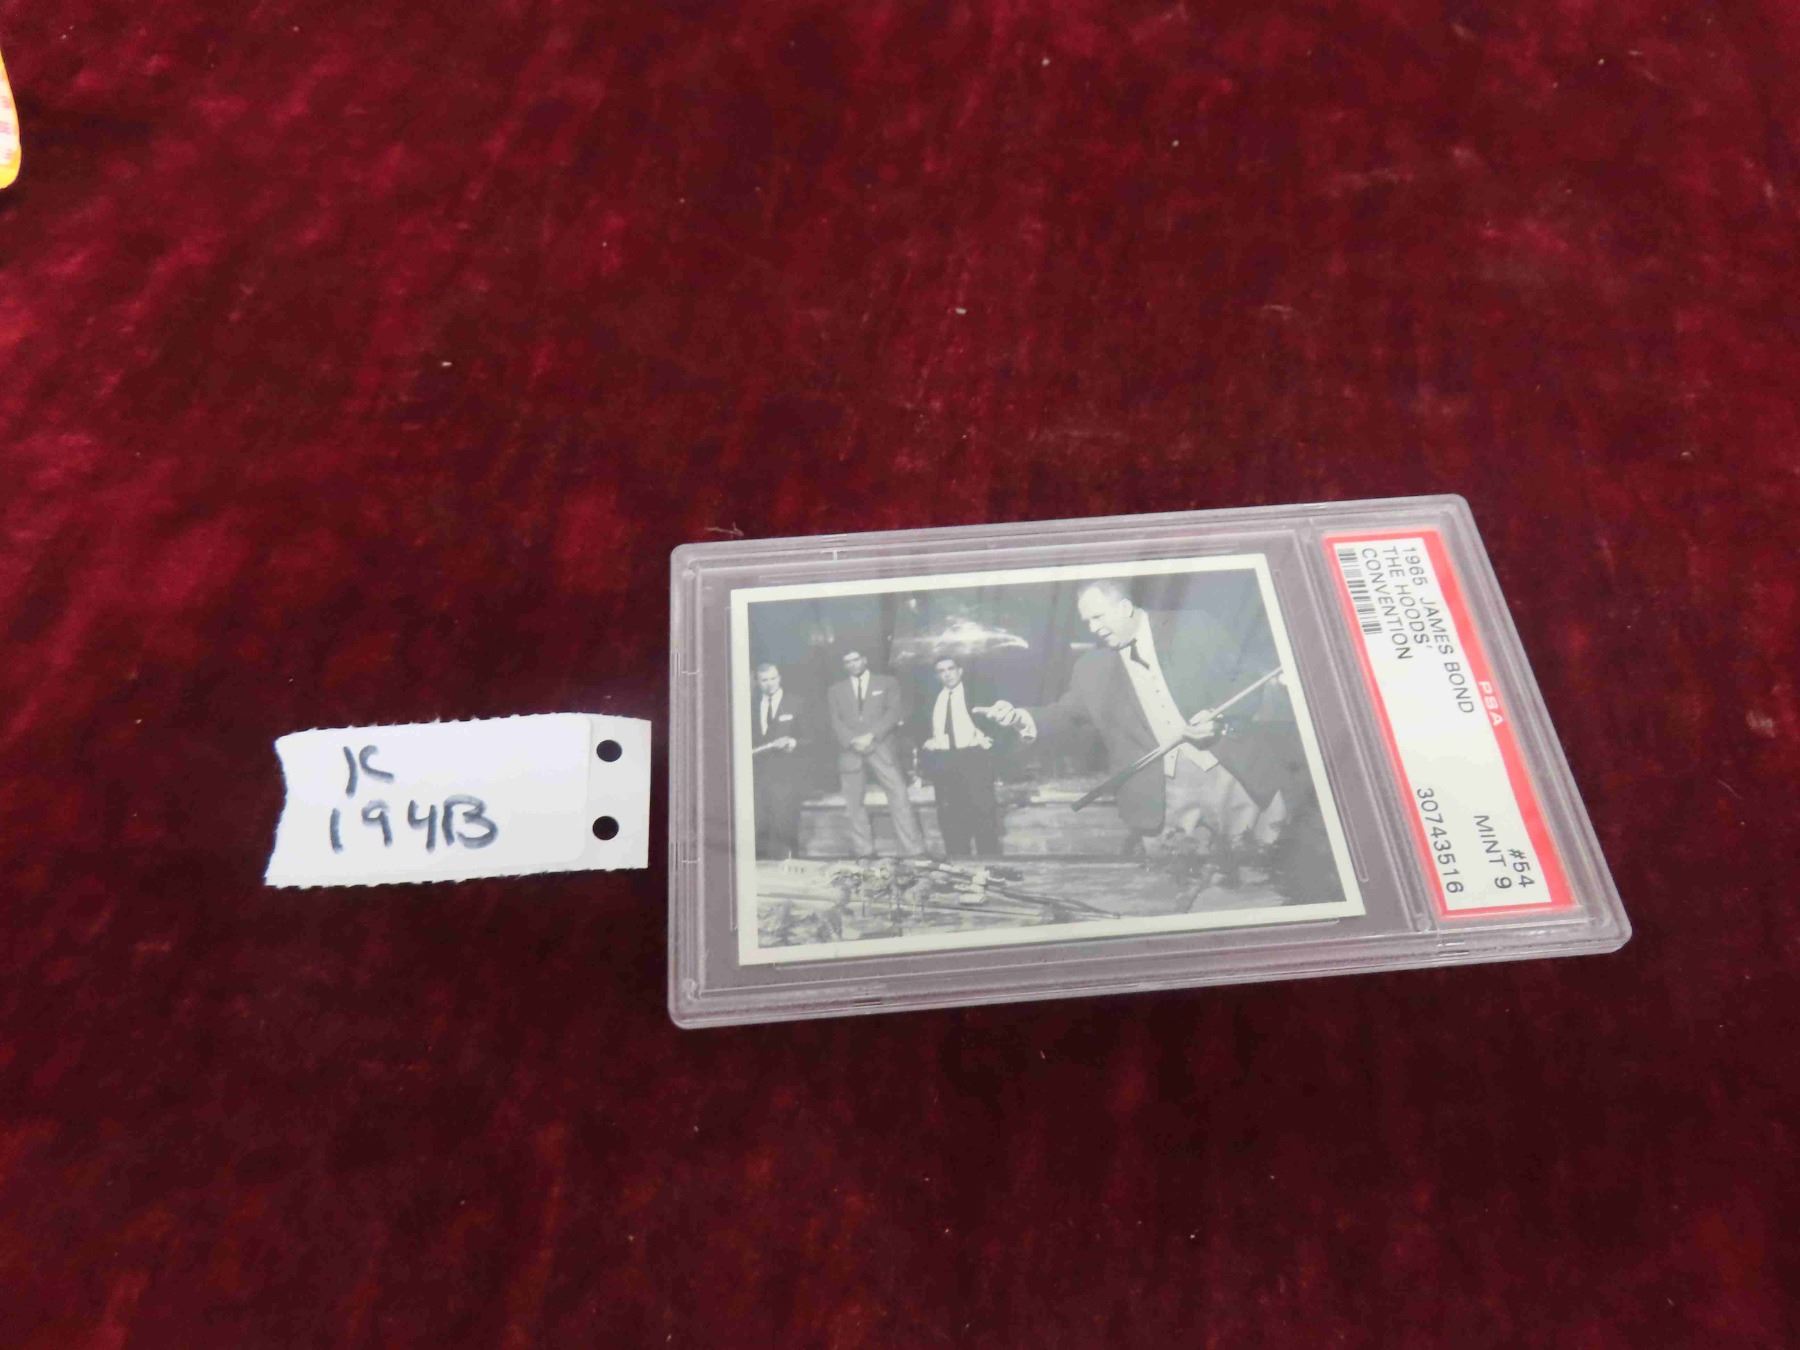 K
194B
1965 JAMES BOND
THE HOODS'
CONVENTION
PSA
#54
MINT 9
30743516